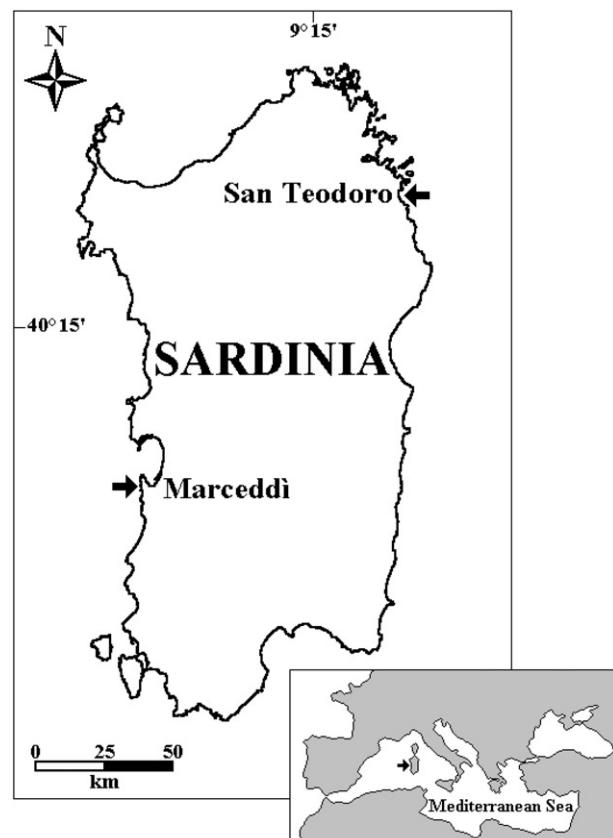 9°15'
N
San Teodoro
40°15'
SARDINIA
Marceddì
0 25 50
km
Mediterranean Sea